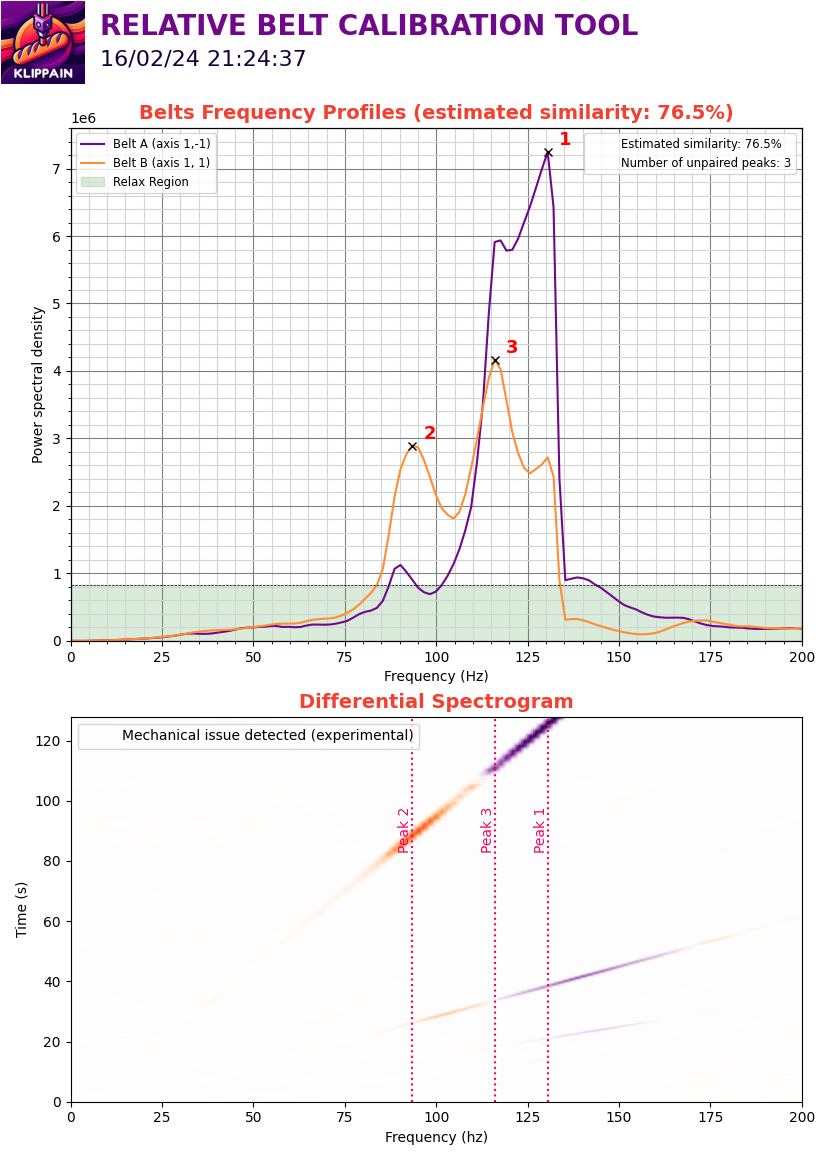 KLIPPAIN
RELATIVE BELT CALIBRATION TOOL
16/02/24 21:24:37
Belts Frequency Profiles (estimated similarity: 76.5%)
1e6
Belt A (axis 1,-1)
Belt B (axis 1, 1)
Relax Region
Estimated similarity: 76.5%
Number of unpaired peaks: 3
1
2
3
Power spectral density
7
6
5
4
3
2
1
0
0 25 50 75 100 125 150 175 200
Frequency (Hz)
Differential Spectrogram
Mechanical issue detected (experimental)
Peak 2
Peak 3
Peak 1
Time (s)
120
100
80
60
40
20
0
0 25 50 75 100 125 150 175 200
Frequency (hz)